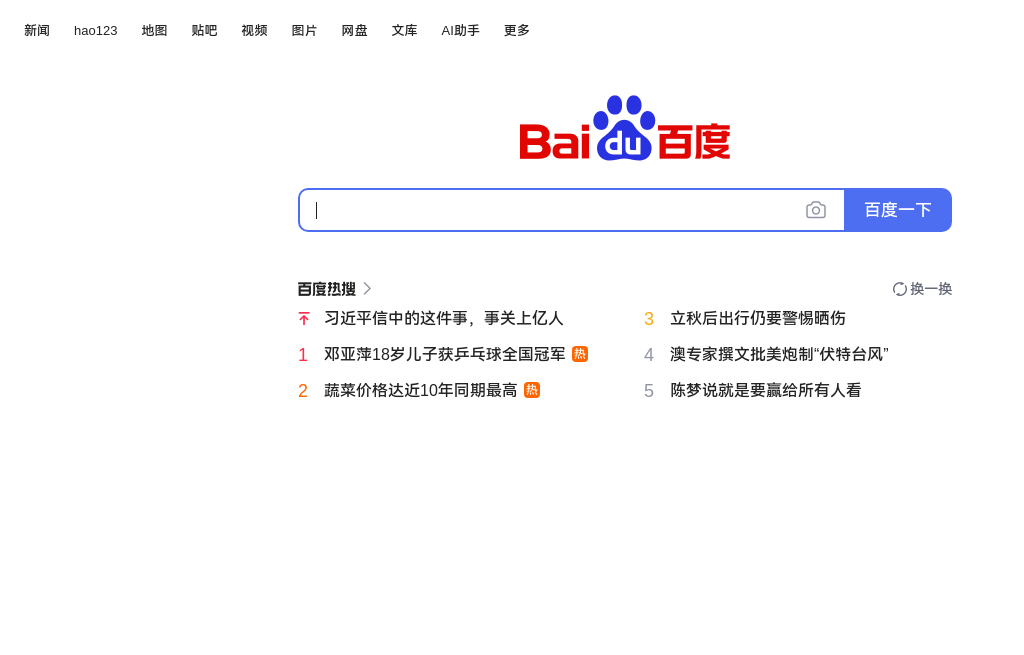 新闻 hao123 地图 贴吧 视频 图片 网盘 文库 AI助手 更多
Bai du 百度
百度一下
百度热搜 换一换
习近平信中的这件事，事关上亿人
1 邓亚萍18岁儿子获乒乓球全国冠军 热
2 蔬菜价格达近10年同期最高 热
3 立秋后出行仍要警惕晒伤
4 澳专家撰文批美炮制“伏特台风”
5 陈梦说就是要赢给所有人看